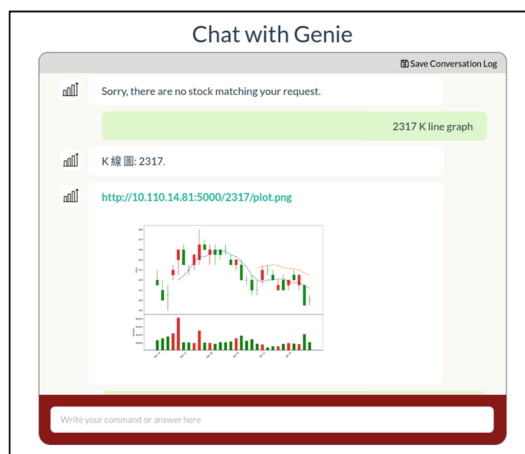 Chat with Genie
Save Conversation Log
Sorry, there are no stock matching your request.
2317 K line graph
K 線 圖: 2317.
http://10.110.14.81:5000/2317/plot.png
Write your command or answer here